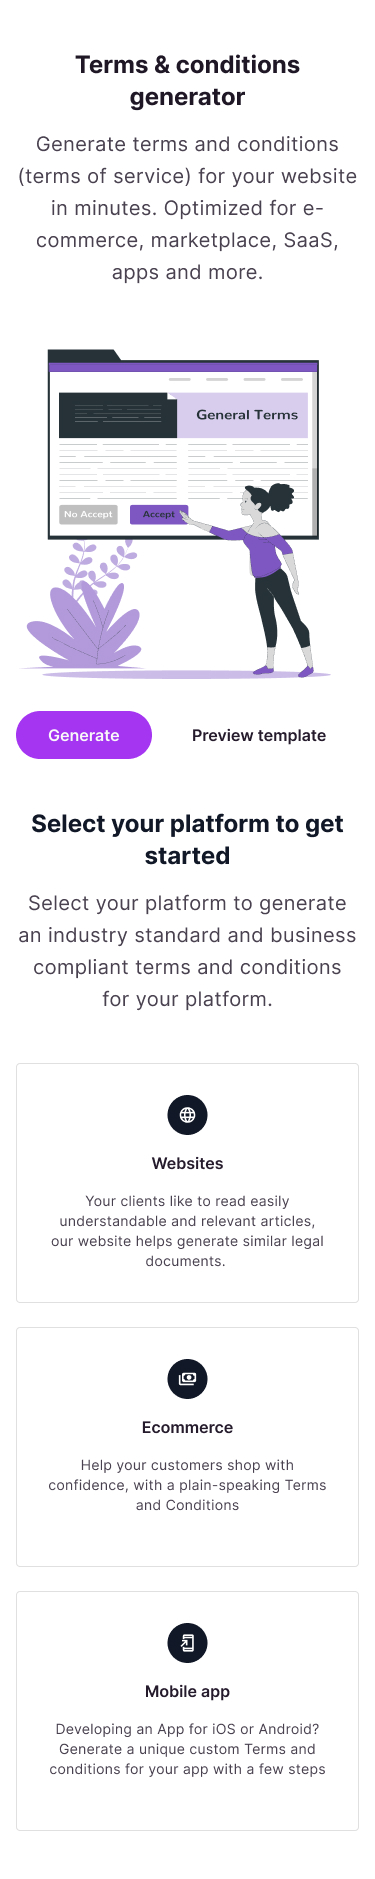 Terms & conditions
generator
Generate terms and conditions
(terms of service) for your website
in minutes. Optimized for e-
commerce, marketplace, SaaS,
apps and more.
General Terms
No Accept
Accept
Generate
Preview template
Select your platform to get
started
Select your platform to generate
an industry standard and business
compliant terms and conditions
for your platform.
Websites
Your clients like to read easily
understandable and relevant articles,
our website helps generate similar legal
documents.
Ecommerce
Help your customers shop with
confidence, with a plain-speaking Terms
and Conditions
Mobile app
Developing an App for iOS or Android?
Generate a unique custom Terms and
conditions for your app with a few steps